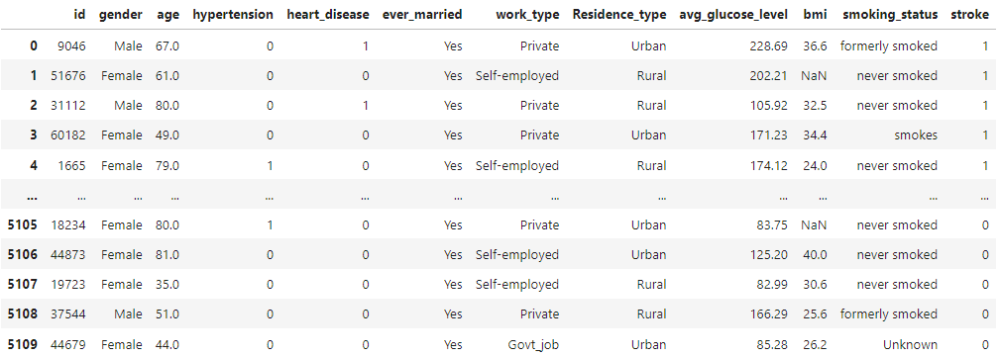 id gender age hypertension heart_disease ever_married work_type Residence_type avg_glucose_level bmi smoking_status stroke
0 9046 Male 67.0 0 1 Yes Private Urban 228.69 36.6 formerly smoked 1
1 51676 Female 61.0 0 0 Yes Self-employed Rural 202.21 NaN never smoked 1
2 31112 Male 80.0 0 1 Yes Private Rural 105.92 32.5 never smoked 1
3 60182 Female 49.0 0 0 Yes Private Urban 171.23 34.4 smokes 1
4 1665 Female 79.0 1 0 Yes Self-employed Rural 174.12 24.0 never smoked 1
... ... ... ... ... ... ... ... ... ... ... ... ...
5105 18234 Female 80.0 1 0 Yes Private Urban 83.75 NaN never smoked 0
5106 44873 Female 81.0 0 0 Yes Self-employed Urban 125.20 40.0 never smoked 0
5107 19723 Female 35.0 0 0 Yes Self-employed Rural 82.99 30.6 never smoked 0
5108 37544 Male 51.0 0 0 Yes Private Rural 166.29 25.6 formerly smoked 0
5109 44679 Female 44.0 0 0 Yes Govt_job Urban 85.28 26.2 Unknown 0